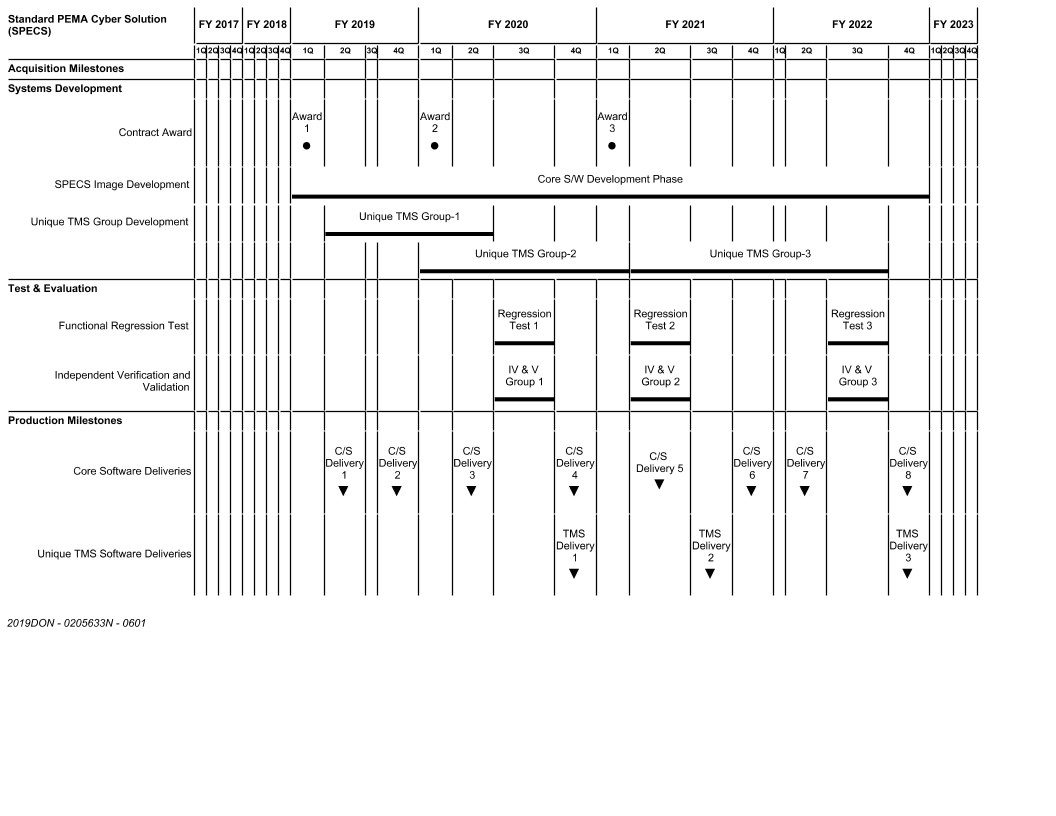 Standard PEMA Cyber Solution
(SPECS)
FY 2017 FY 2018 FY 2019 FY 2020 FY 2021 FY 2022 FY 2023
1Q 2Q 3Q 4Q 1Q 2Q 3Q 4Q 1Q 2Q 3Q 4Q 1Q 2Q 3Q 4Q 1Q 2Q 3Q 4Q 1Q 2Q 3Q 4Q 1Q 2Q 3Q 4Q
Acquisition Milestones
Systems Development
Contract Award
Award
1
Award
2
Award
3
SPECS Image Development
Core S/W Development Phase
Unique TMS Group Development
Unique TMS Group-1
Unique TMS Group-2
Unique TMS Group-3
Test & Evaluation
Functional Regression Test
Regression
Test 1
Regression
Test 2
Regression
Test 3
Independent Verification and
Validation
IV & V
Group 1
IV & V
Group 2
IV & V
Group 3
Production Milestones
Core Software Deliveries
C/S
Delivery
1
C/S
Delivery
2
C/S
Delivery
3
C/S
Delivery
4
C/S
Delivery 5
C/S
Delivery
6
C/S
Delivery
7
C/S
Delivery
8
Unique TMS Software Deliveries
TMS
Delivery
1
TMS
Delivery
2
TMS
Delivery
3
2019DON - 0205633N - 0601